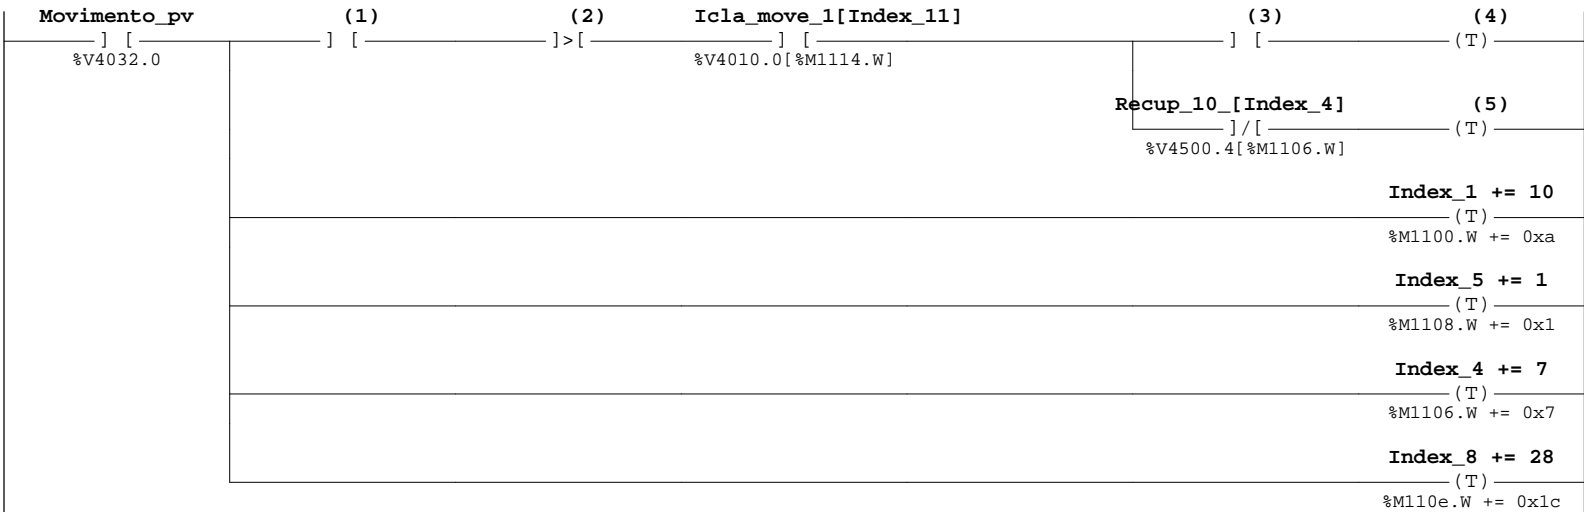 Movimento_pv (1) (2) Icla_move_1[Index_11] (3) (4)
] [ ] [ ]>[ ] [ ] [ (T)
%V4032.0 %V4010.0[%M1114.W]
Recup_10_[Index_4] (5)
]/[ (T)
%V4500.4[%M1106.W]
Index_1 += 10
(T)
%M1100.W += 0xa
Index_5 += 1
(T)
%M1108.W += 0x1
Index_4 += 7
(T)
%M1106.W += 0x7
Index_8 += 28
(T)
%M110e.W += 0x1c